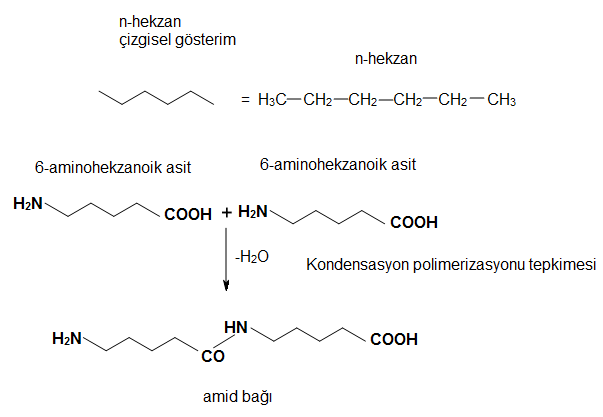 n-hekzan
çizgisel gösterim
n-hekzan
= H3C-CH2-CH2-CH2-CH2-CH3
6-aminohekzanoik asit
6-aminohekzanoik asit
H2N COOH + H2N COOH
-H2O
Kondensasyon polimerizasyonu tepkimesi
H2N CO HN COOH
amid bağı